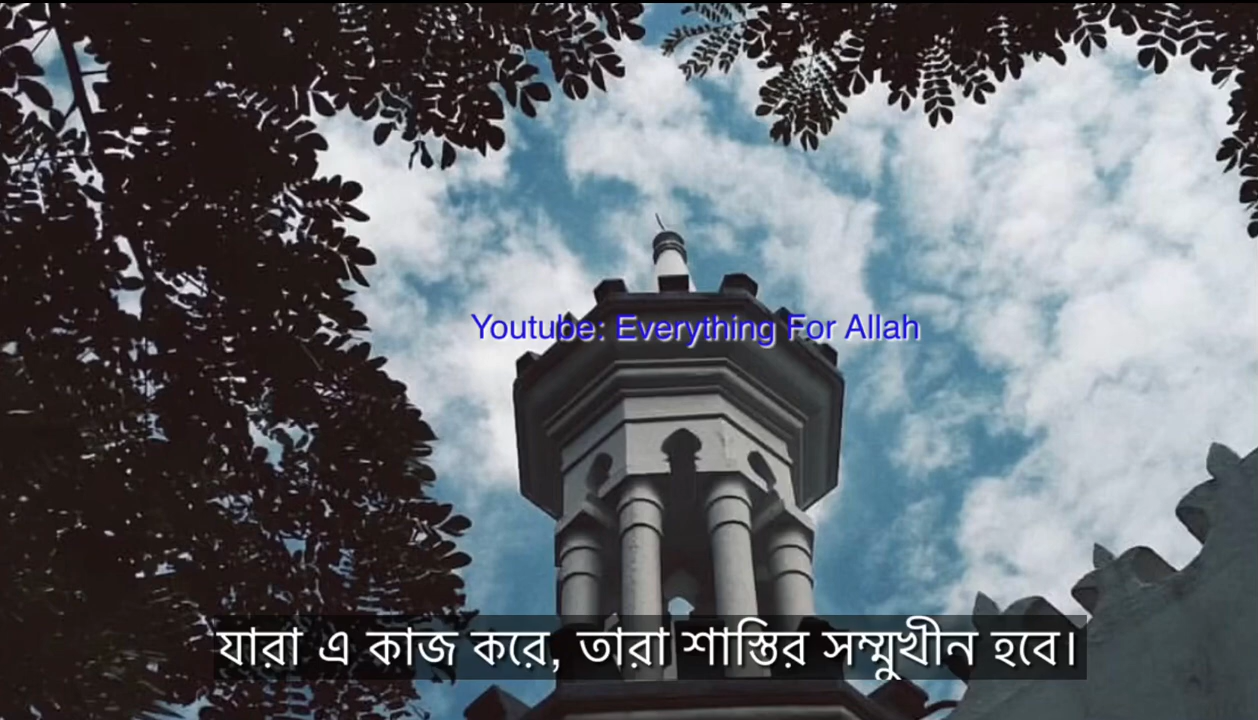 Youtube: Everything For Allah
যারা এ কাজ করে, তারা শাস্তির সম্মুখীন হবে।